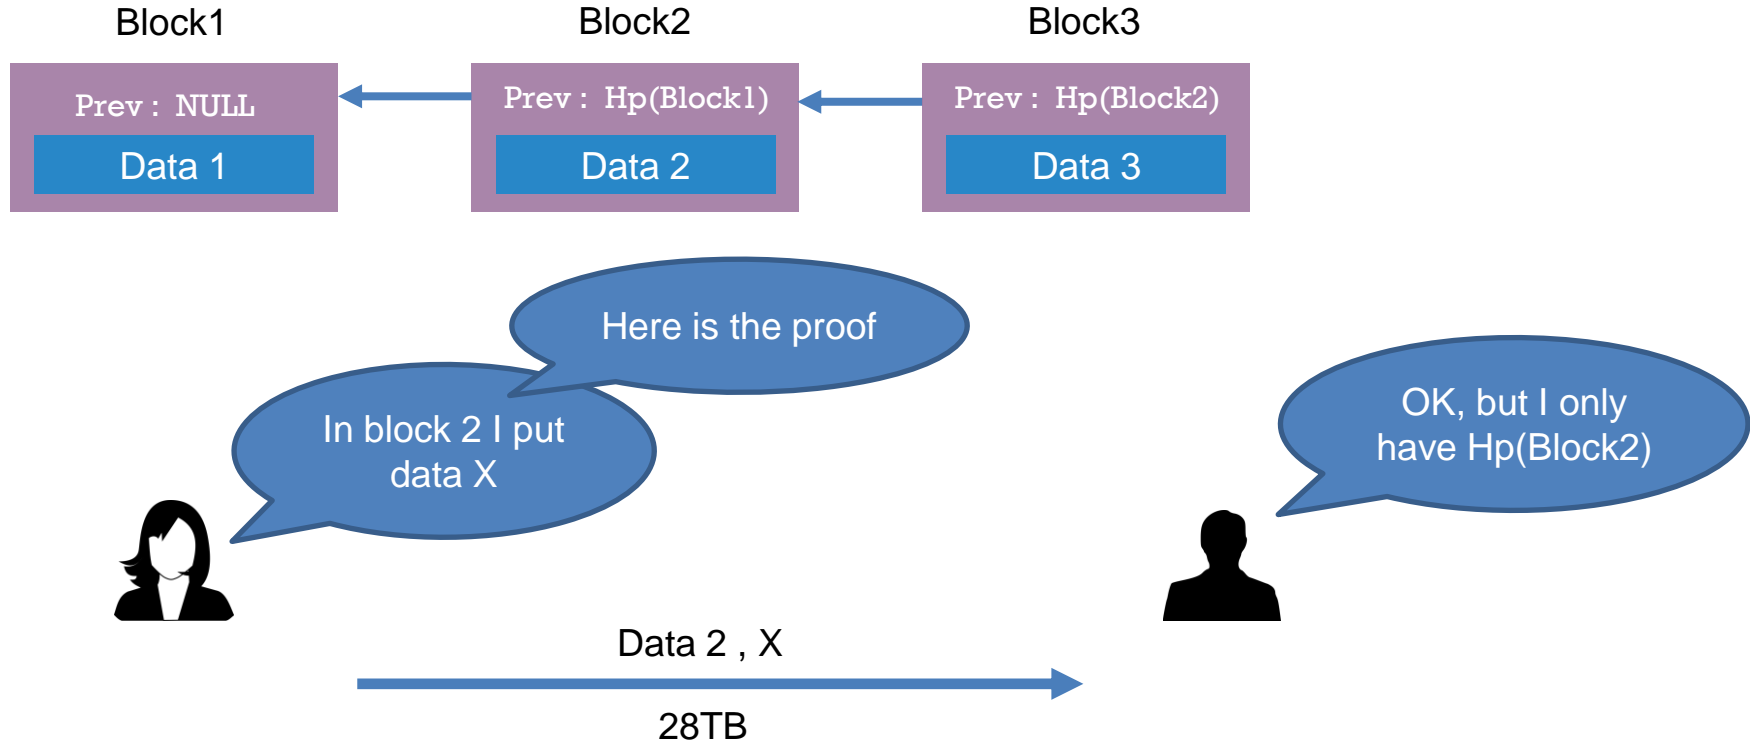 Block1
Block2
Block3
Prev : NULL
Prev : Hp(Block1)
Prev : Hp(Block2)
Data 1
Data 2
Data 3
Here is the proof
In block 2 I put
data X
OK, but I only
have Hp(Block2)
Data 2 , X
28TB